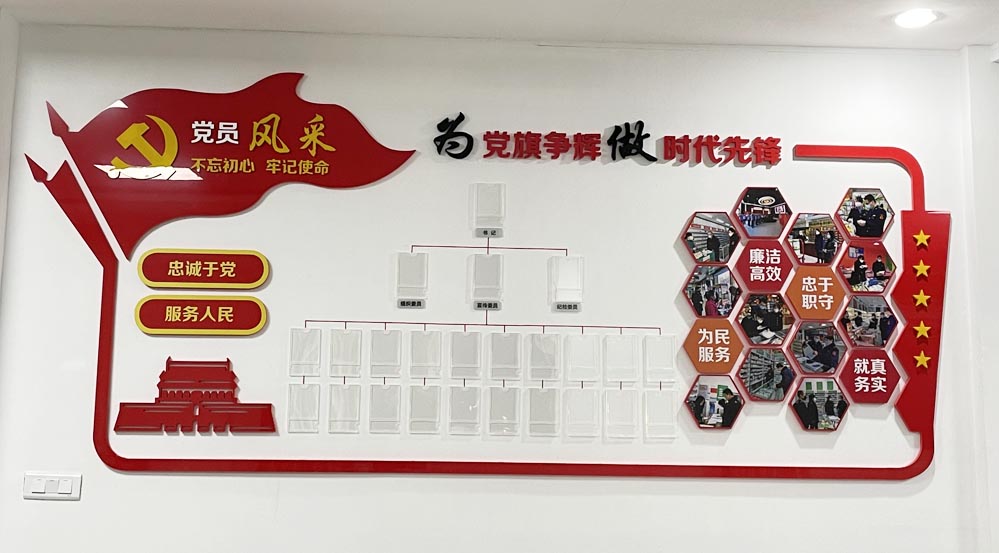 党员风采
不忘初心 牢记使命
为党旗争辉做时代先锋
忠诚于党
服务人民
书记
组织委员
宣传委员
纪检委员
廉洁
高效
忠于
职守
为民
服务
就真
务实